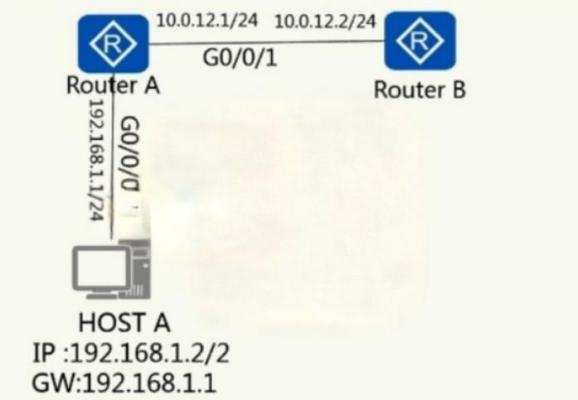 10.0.12.1/24 10.0.12.2/24
R
R
G0/0/1
Router A
Router B
192.168.1.1/24
G0/0/0
HOST A
IP :192.168.1.2/2
GW:192.168.1.1